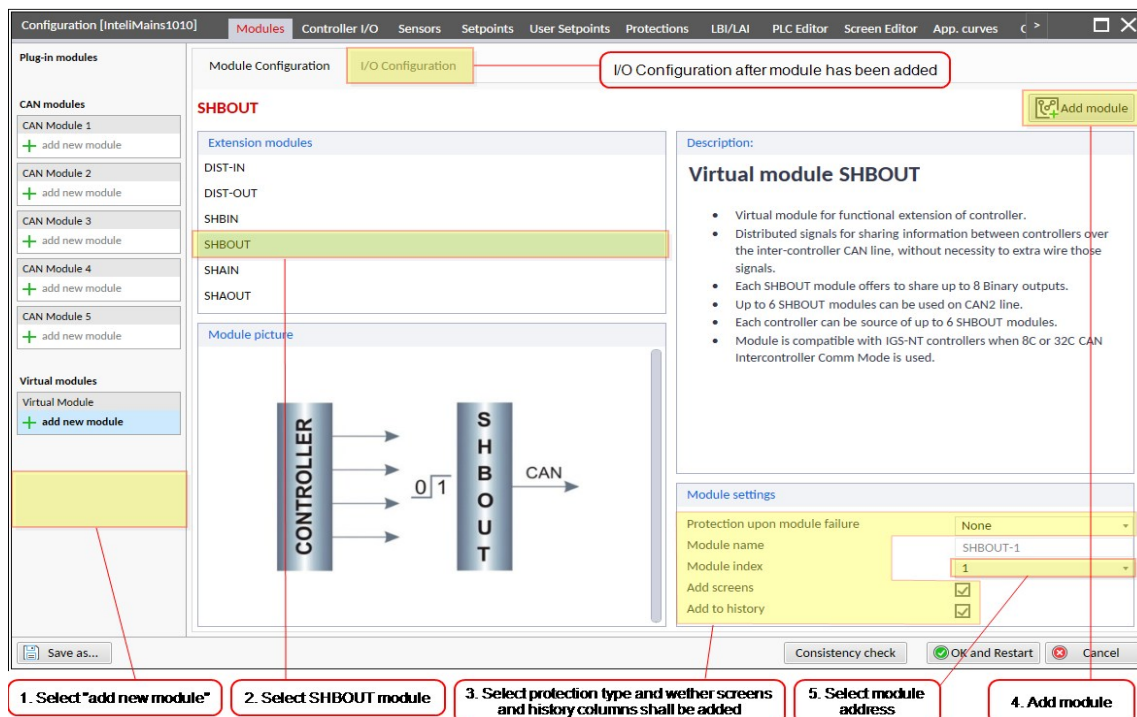 Configuration [InteliMains1010]
Modules Controller I/O Sensors Setpoints User Setpoints Protections LBI/LAI PLC Editor Screen Editor App. curves >
Plug-in modules
Module Configuration I/O Configuration
I/O Configuration after module has been added
CAN modules
CAN Module 1
add new module
CAN Module 2
add new module
CAN Module 3
add new module
CAN Module 4
add new module
CAN Module 5
add new module
Virtual modules
Virtual Module
add new module
SHBOUT
Add module
Extension modules
DIST-IN
DIST-OUT
SHBIN
SHBOUT
SHAIN
SHAOUT
Module picture
CONTROLLER
0 1
SHBOUT
CAN
Description:
Virtual module SHBOUT
• Virtual module for functional extension of controller.
• Distributed signals for sharing information between controllers over
the inter-controller CAN line, without necessity to extra wire those
signals.
• Each SHBOUT module offers to share up to 8 Binary outputs.
• Up to 6 SHBOUT modules can be used on CAN2 line.
• Each controller can be source of up to 6 SHBOUT modules.
• Module is compatible with IGS-NT controllers when 8C or 32C CAN
Intercontroller Comm Mode is used.
Module settings
Protection upon module failure None
Module name SHBOUT-1
Module index 1
Add screens
Add to history
Save as...
Consistency check
OK and Restart
Cancel
1. Select "add new module"
2. Select SHBOUT module
3. Select protection type and wether screens
and history columns shall be added
5. Select module
address
4. Add module